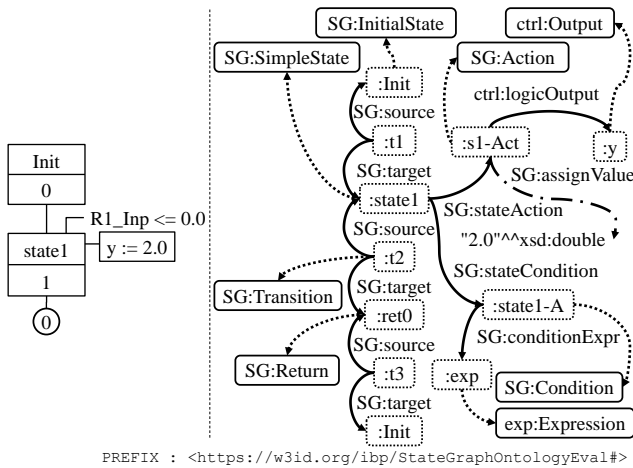 Init
0
R1_Inp <= 0.0
state1
y := 2.0
1
0
SG:InitialState
ctrl:Output
SG:SimpleState
SG:Action
:Init
ctrl:logicOutput
SG:source
:t1
:s1-Act
:y
SG:target
SG:assignValue
:state1
SG:stateAction
SG:source
"2.0"^^xsd:double
:t2
SG:stateCondition
SG:target
SG:Transition
:state1-A
:ret0
SG:source
SG:conditionExpr
SG:Return
:t3
:exp
SG:Condition
SG:target
:Init
exp:Expression
PREFIX : <https://w3id.org/ibp/StateGraphOntologyEval#>